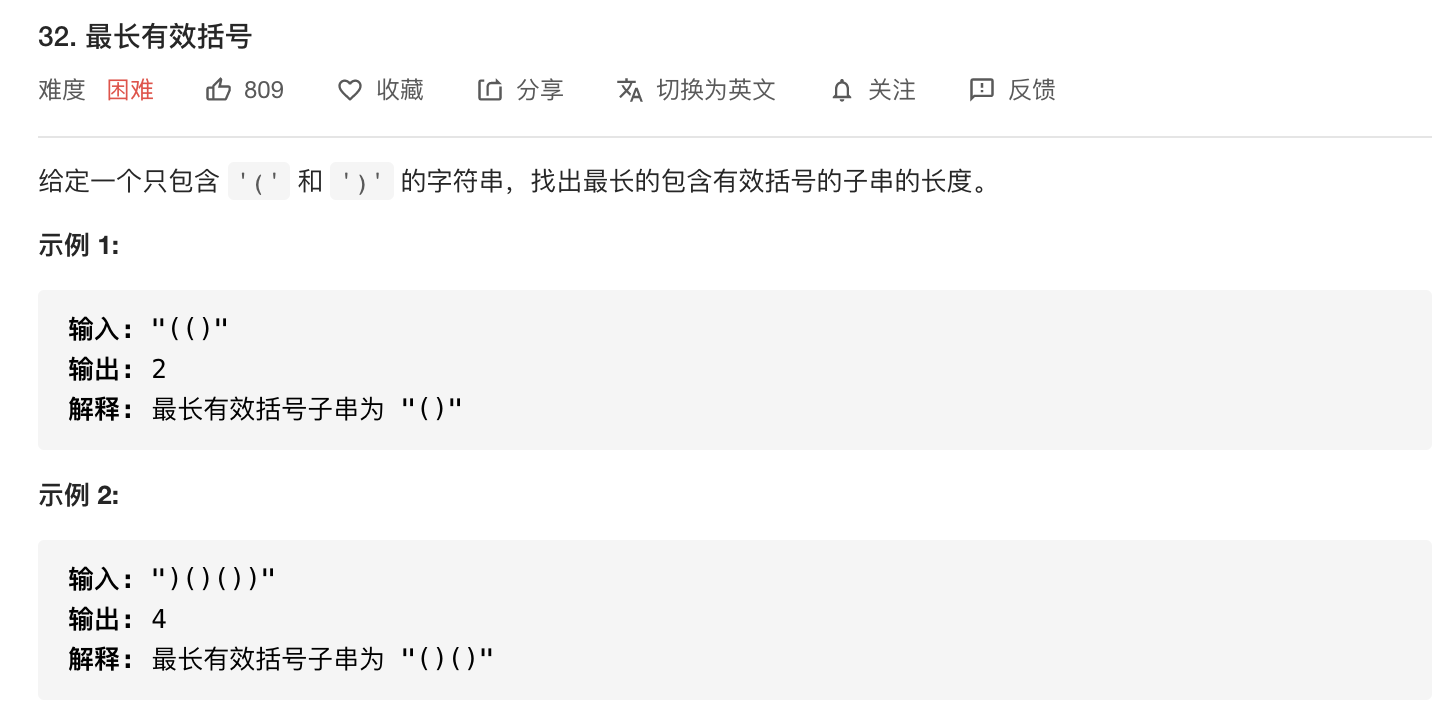 32. 最长有效括号
难度 困难 809 收藏 分享 切换为英文 关注 反馈
给定一个只包含 '(' 和 ')' 的字符串，找出最长的包含有效括号的子串的长度。
示例 1:
输入: "(()"
输出: 2
解释: 最长有效括号子串为 "()"
示例 2:
输入: ")()())"
输出: 4
解释: 最长有效括号子串为 "()()"